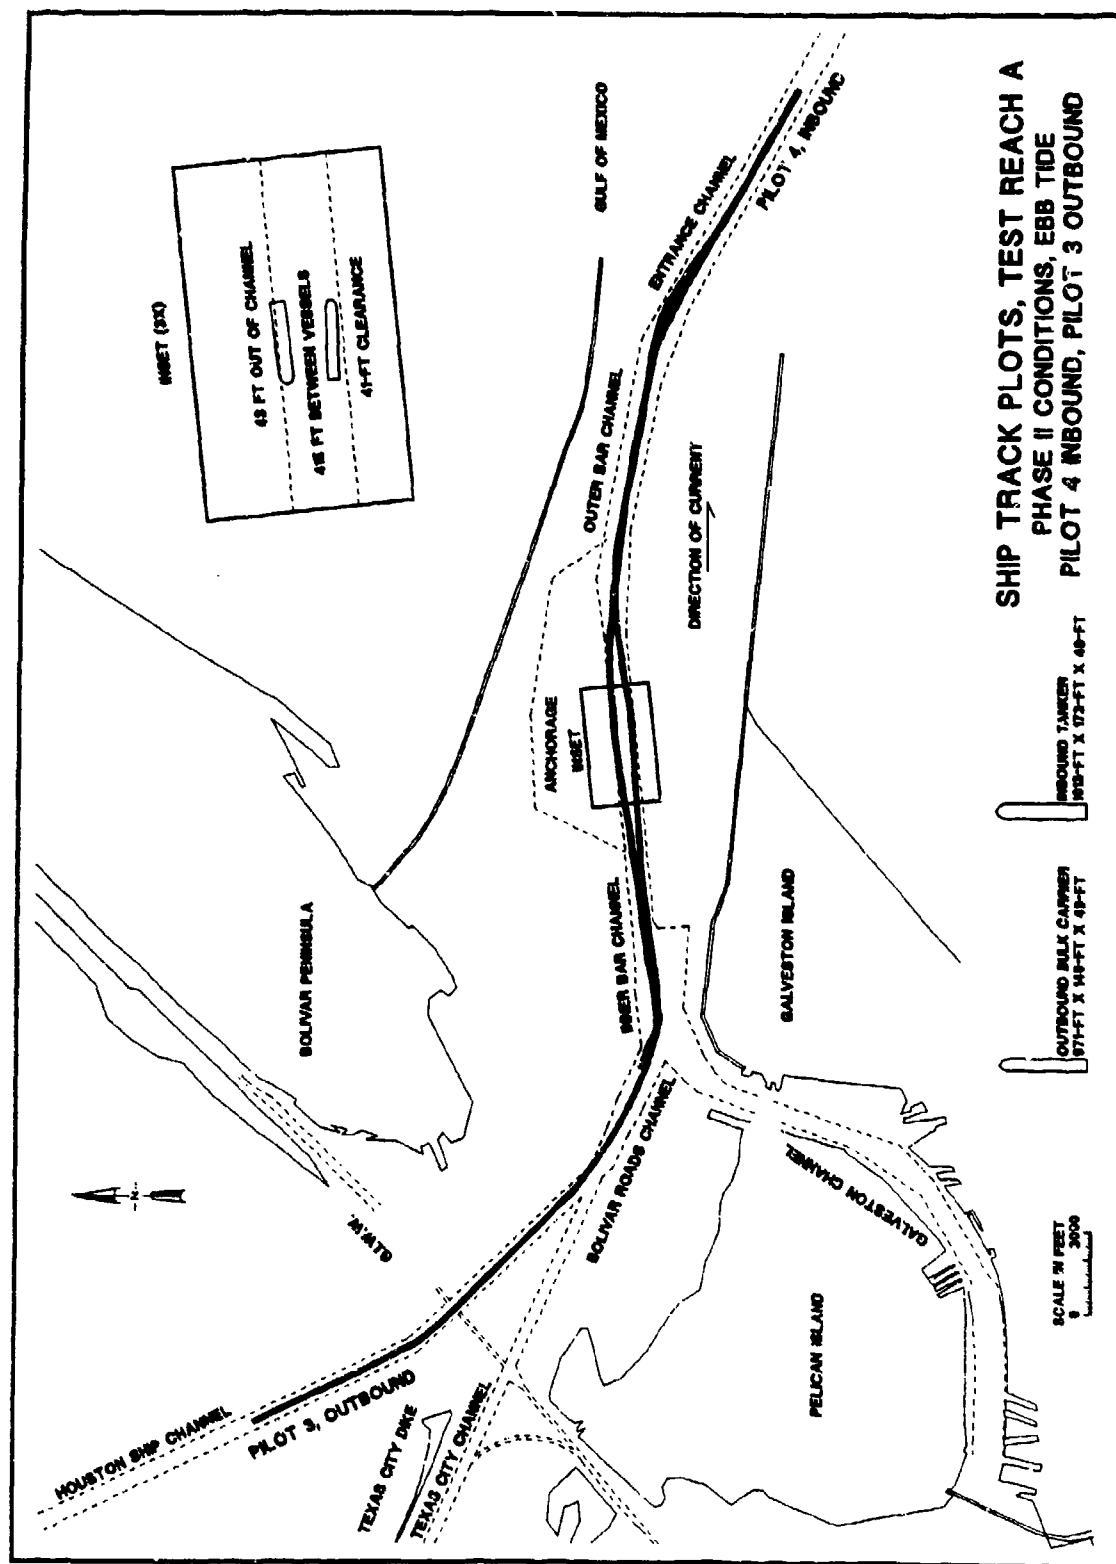 INSET (3X)
43 FT OUT OF CHANNEL
BETWEEN VESSELS
41-FT CLEARANCE
GULF OF MEXICO
ENTRANCE CHANNEL
PILOT 4, INBOUND
OUTER BAR CHANNEL
DIRECTION OF CURRENT
ANCHORAGE
INSET
INNER BAR CHANNEL
BOLIVAR PENINSULA
GALVESTON ISLAND
-N-
G.I.W.W.
BOLIVAR ROADS CHANNEL
GALVESTON CHANNEL
HOUSTON SHIP CHANNEL
PILOT 3, OUTBOUND
TEXAS CITY DIKE
TEXAS CITY CHANNEL
PELICAN ISLAND
SCALE IN FEET
0 3000
OUTBOUND BULK CARRIER
INBOUND TANKER
SHIP TRACK PLOTS, TEST REACH A
PHASE II CONDITIONS, EBB TIDE
PILOT 4 INBOUND, PILOT 3 OUTBOUND